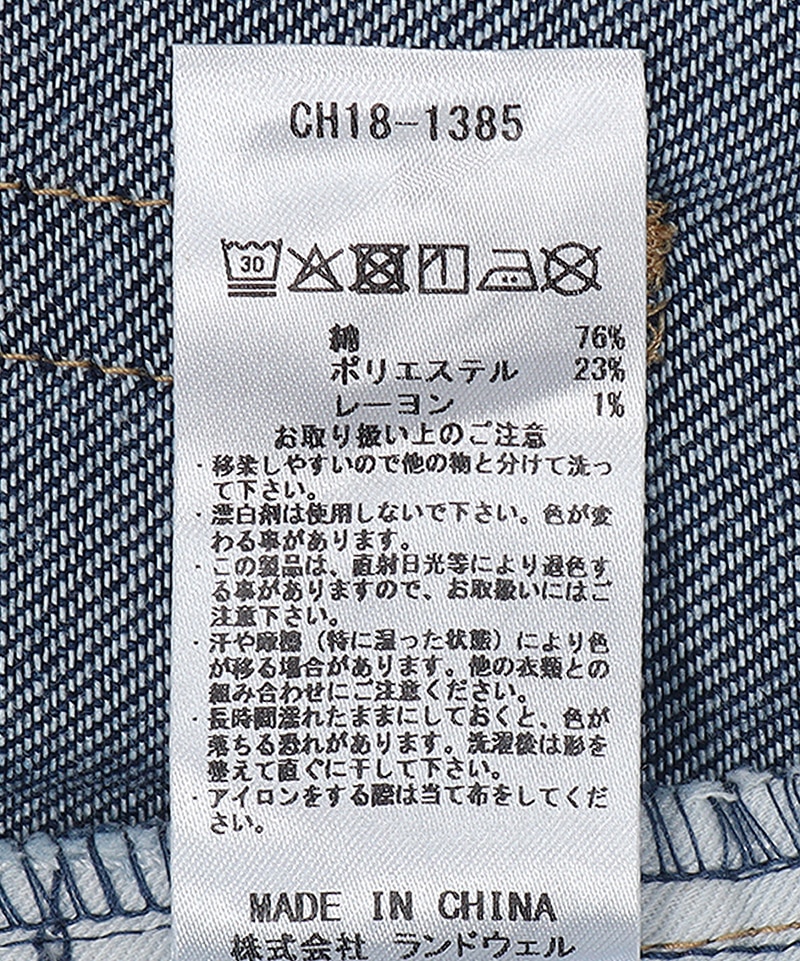 CH18-1385
30
綿 76%
ポリエステル 23%
レーヨン 1%
お取り扱い上のご注意
・移染しやすいので他の物と分けて洗っ
て下さい。
・漂白剤は使用しないで下さい。色が変
わる事があります。
・この製品は、直射日光等により退色す
る事がありますので、お取扱いにはご
注意下さい。
・汗や摩擦（特に湿った状態）により色
が移る場合があります。他の衣類との
組み合わせにご注意ください。
・長時間濡れたままにしておくと、色が
落ちる恐れがあります。洗濯後は形を
整えて直ぐに干して下さい。
・アイロンをする際は当て布をしてくだ
さい。
MADE IN CHINA
株式会社 ランドウェル